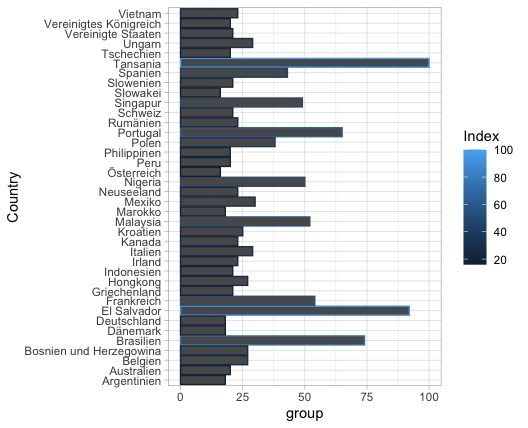 Vietnam
Vereinigtes Königreich
Vereinigte Staaten
Ungarn
Tschechien
Tansania
Spanien
Slowenien
Slowakei
Singapur
Schweiz
Rumänien
Portugal
Polen
Philippinen
Peru
Österreich
Nigeria
Neuseeland
Mexiko
Marokko
Malaysia
Kroatien
Kanada
Italien
Irland
Indonesien
Hongkong
Griechenland
Frankreich
El Salvador
Deutschland
Dänemark
Brasilien
Bosnien und Herzegowina
Belgien
Australien
Argentinien
Country
0 25 50 75 100
group
Index
100
80
60
40
20